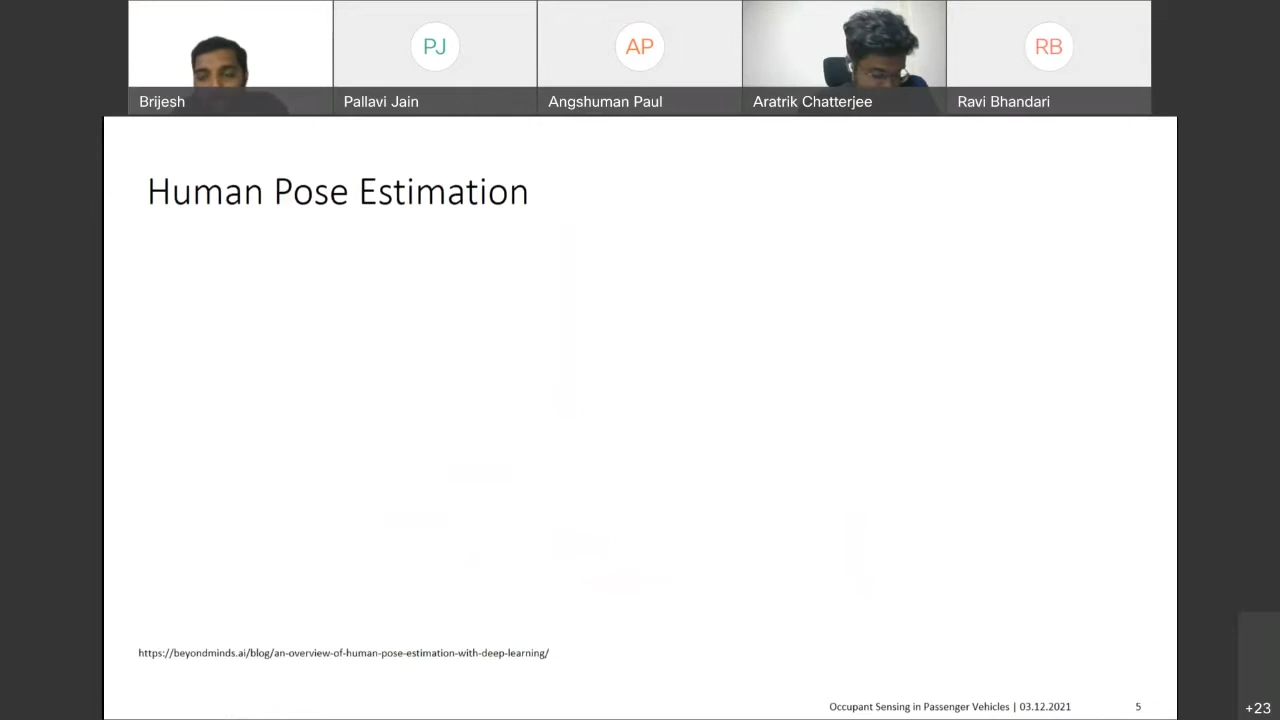 PJ
AP
RB
Brijesh
Pallavi Jain
Angshuman Paul
Aratrik Chatterjee
Ravi Bhandari
Human Pose Estimation
https://beyondminds.ai/blog/an-overview-of-human-pose-estimation-with-deep-learning/
Occupant Sensing in Passenger Vehicles | 03.12.2021
5
+23